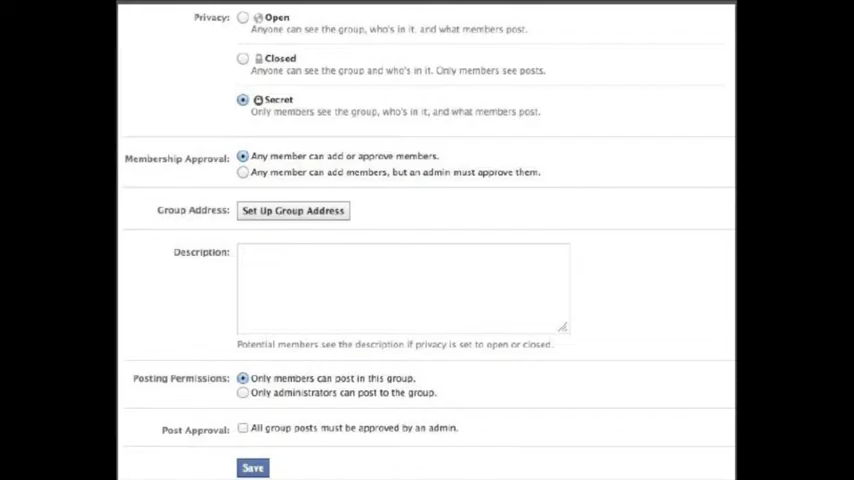 Privacy: Open
Anyone can see the group, who's in it, and what members post.
Closed
Anyone can see the group and who's in it. Only members see posts.
Secret
Only members see the group, who's in it, and what members post.
Membership Approval: Any member can add or approve members.
Any member can add members, but an admin must approve them.
Group Address: Set Up Group Address
Description:
Potential members see the description if privacy is set to open or closed.
Posting Permissions: Only members can post in this group.
Only administrators can post to the group.
Post Approval: All group posts must be approved by an admin.
Save